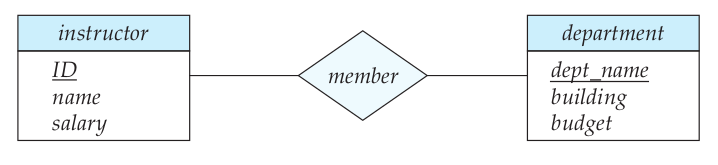 instructor
ID
name
salary
member
department
dept_name
building
budget